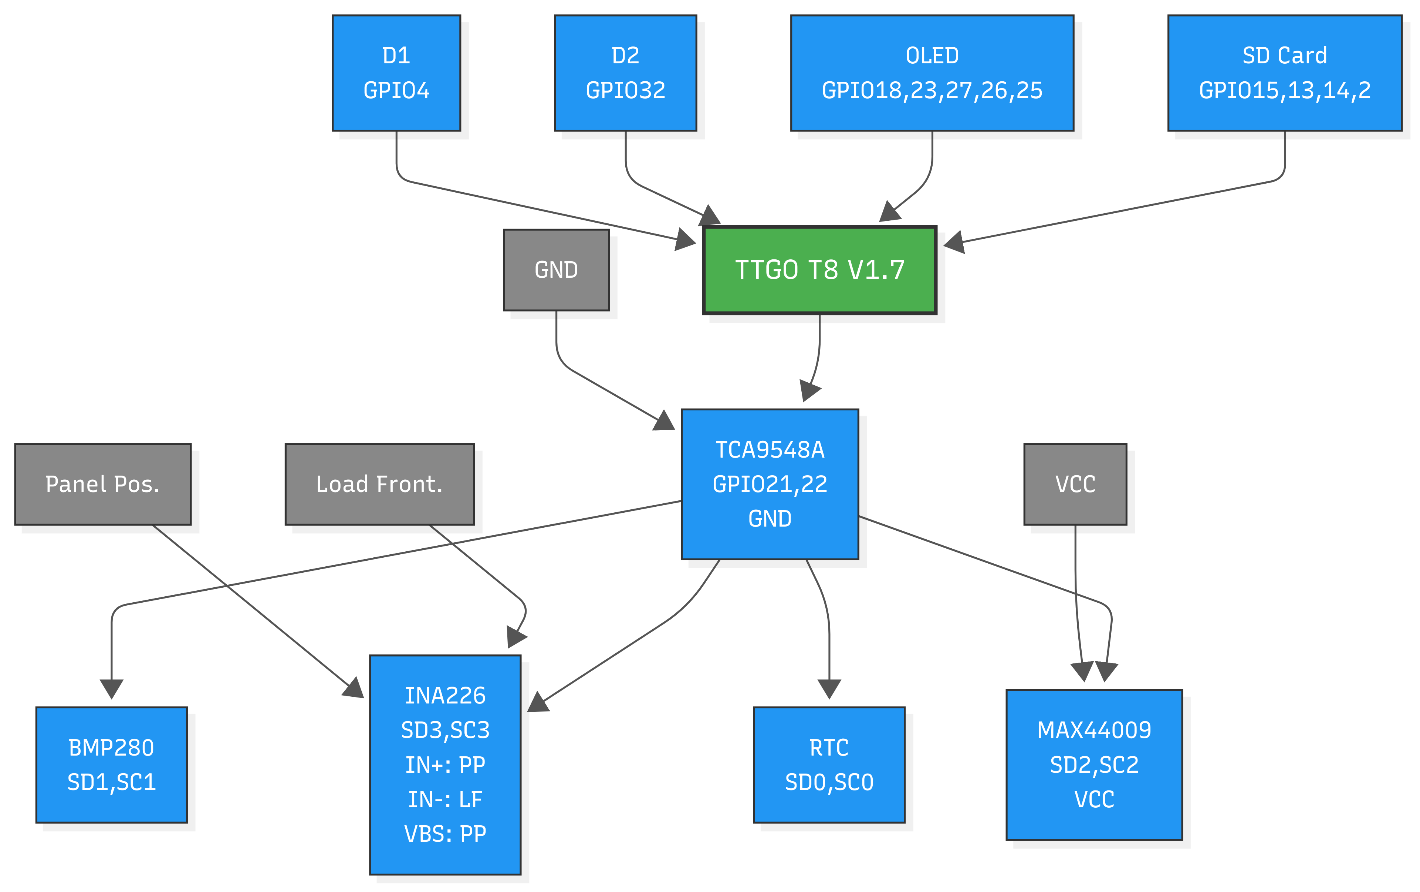 D1
GPIO4
D2
GPIO32
OLED
GPIO18,23,27,26,25
SD Card
GPIO15,13,14,2
GND
TTGO T8 V1.7
Panel Pos.
Load Front.
TCA9548A
GPIO21,22
GND
VCC
BMP280
SD1,SC1
INA226
SD3,SC3
IN+: PP
IN-: LF
VBS: PP
RTC
SD0,SC0
MAX44009
SD2,SC2
VCC